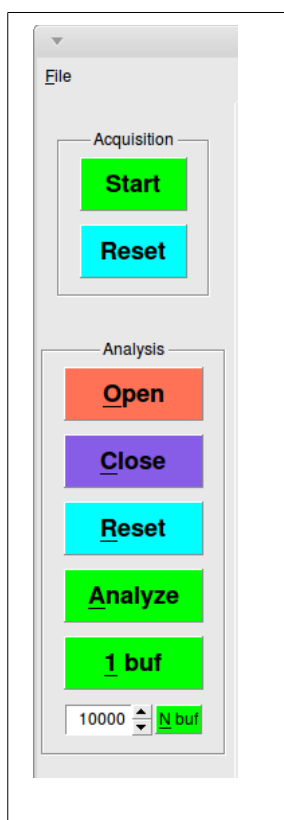 File
Acquisition
Start
Reset
Analysis
Open
Close
Reset
Analyze
1 buf
10000 N buf